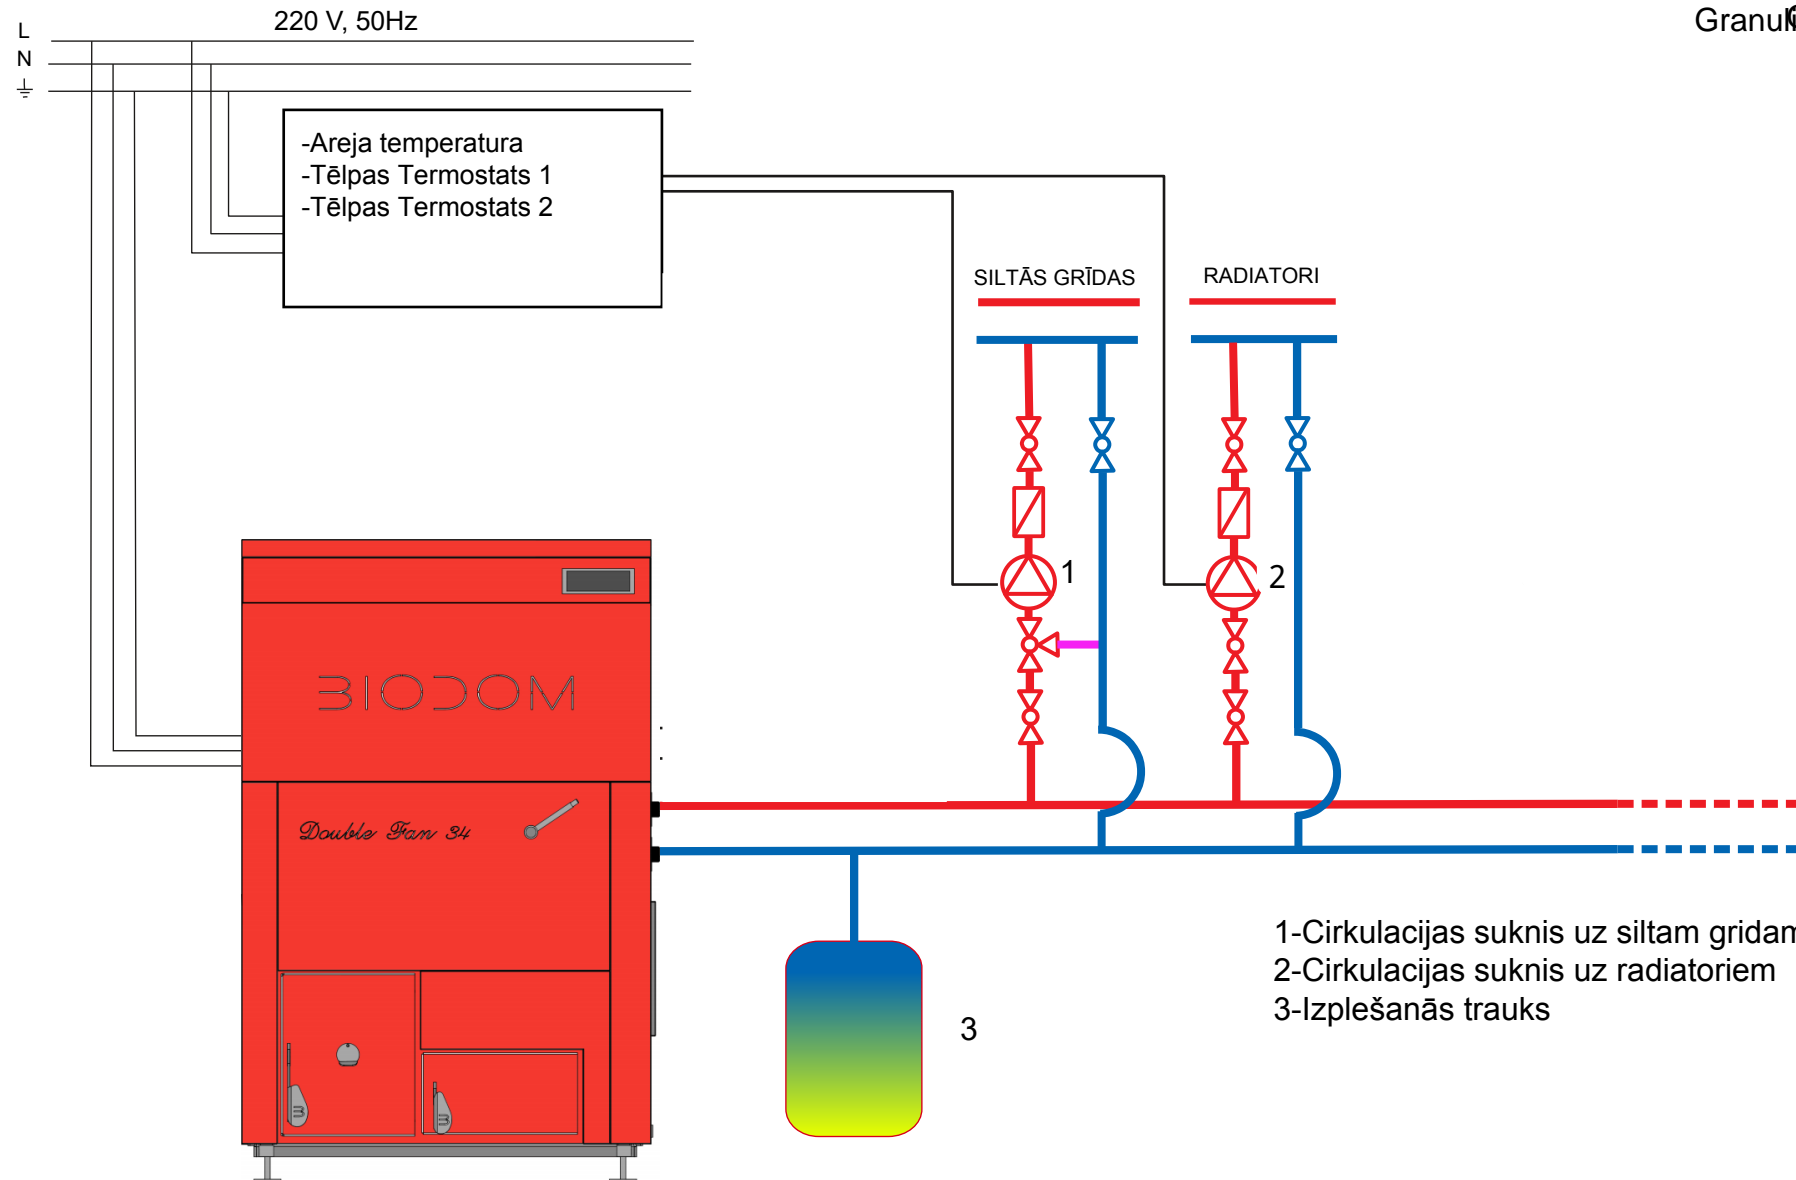 220 V, 50Hz
L
N
-Areja temperatura
-Tēlpas Termostats 1
-Tēlpas Termostats 2
SILTĀS GRĪDAS
RADIATORI
1
2
BIODOM
Double Fan 34
3
1-Cirkulacijas suknis uz siltam gridam
2-Cirkulacijas suknis uz radiatoriem
3-Izplešanās trauks